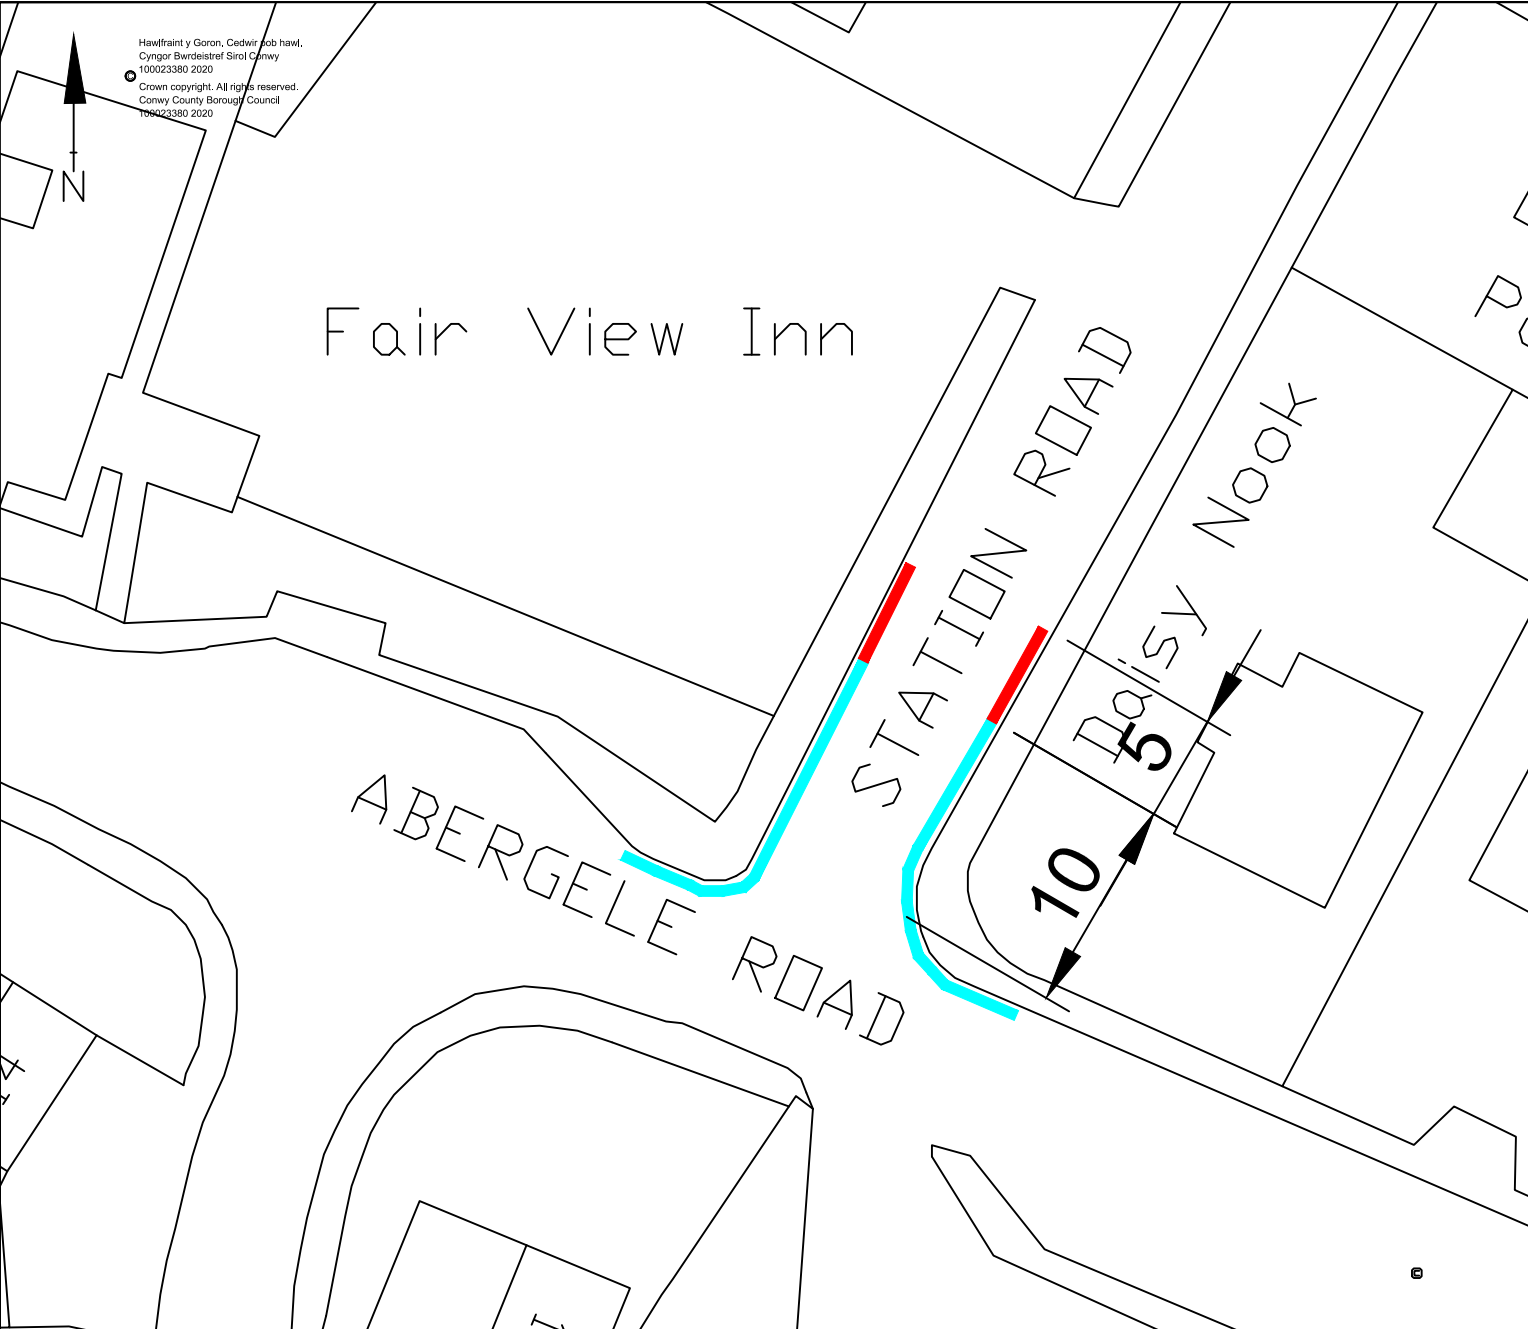 Hawlfraint y Goron, Cedwir pob hawl,
Cyngor Bwrdeistref Sirol Conwy
100023380 2020
©
Crown copyright. All rights reserved.
Conwy County Borough Council
100023380 2020
N
Fair View Inn
STATION ROAD
Daisy Nook
5
10
ABERGELE ROAD
14